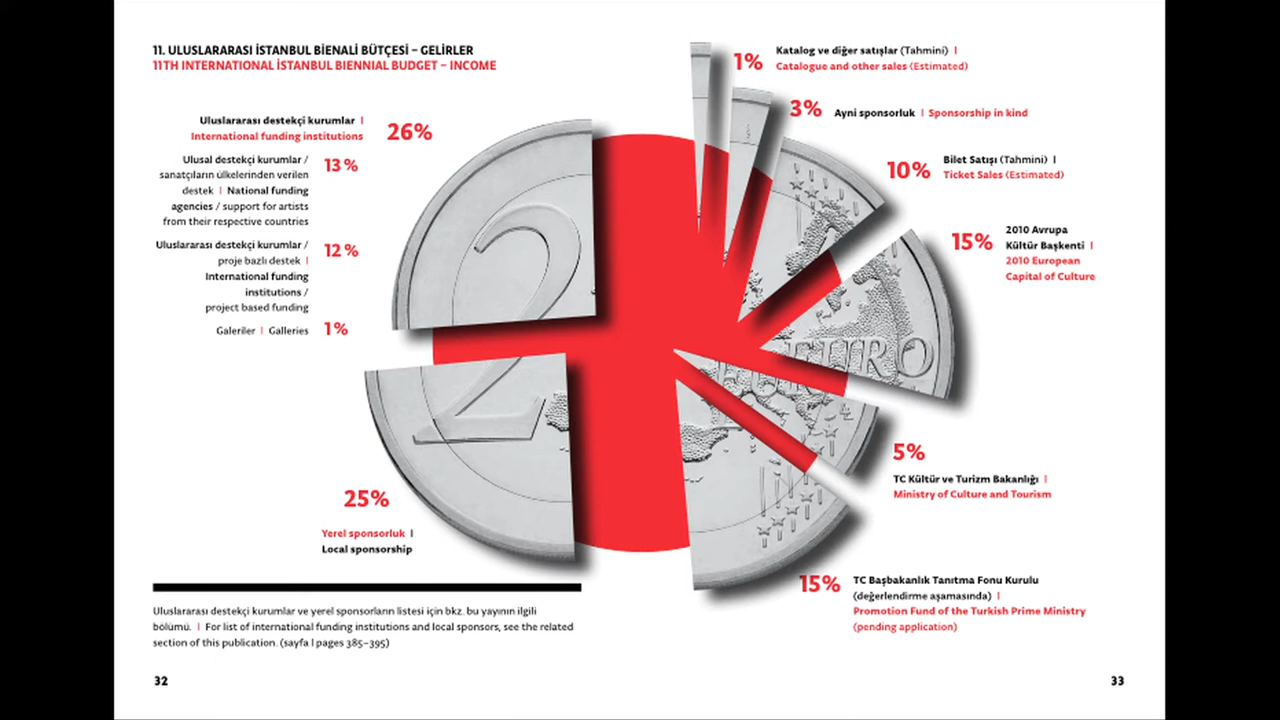 11. ULUSLARARASI İSTANBUL BİENALİ BÜTÇESİ – GELİRLER
11TH INTERNATIONAL İSTANBUL BIENNIAL BUDGET – INCOME
Uluslararası destekçi kurumlar |
International funding institutions
26%
Ulusal destekçi kurumlar /
sanatçıların ülkelerinden verilen
destek | National funding
agencies / support for artists
from their respective countries
13 %
Uluslararası destekçi kurumlar /
proje bazlı destek |
International funding
institutions /
project based funding
12 %
Galeriler | Galleries
1 %
25%
Yerel sponsorluk |
Local sponsorship
1%
Katalog ve diğer satışlar (Tahmini) |
Catalogue and other sales (Estimated)
3%
Ayni sponsorluk | Sponsorship in kind
10%
Bilet Satışı (Tahmini) |
Ticket Sales (Estimated)
15%
2010 Avrupa
Kültür Başkenti |
2010 European
Capital of Culture
5%
TC Kültür ve Turizm Bakanlığı |
Ministry of Culture and Tourism
15%
TC Başbakanlık Tanıtma Fonu Kurulu
(değerlendirme aşamasında) |
Promotion Fund of the Turkish Prime Ministry
(pending application)
2
2
EURO
EURO
Uluslararası destekçi kurumlar ve yerel sponsorların listesi için bkz. bu yayının ilgili
bölümü. | For list of international funding institutions and local sponsors, see the related
section of this publication. (sayfa | pages 385–395)
32
33